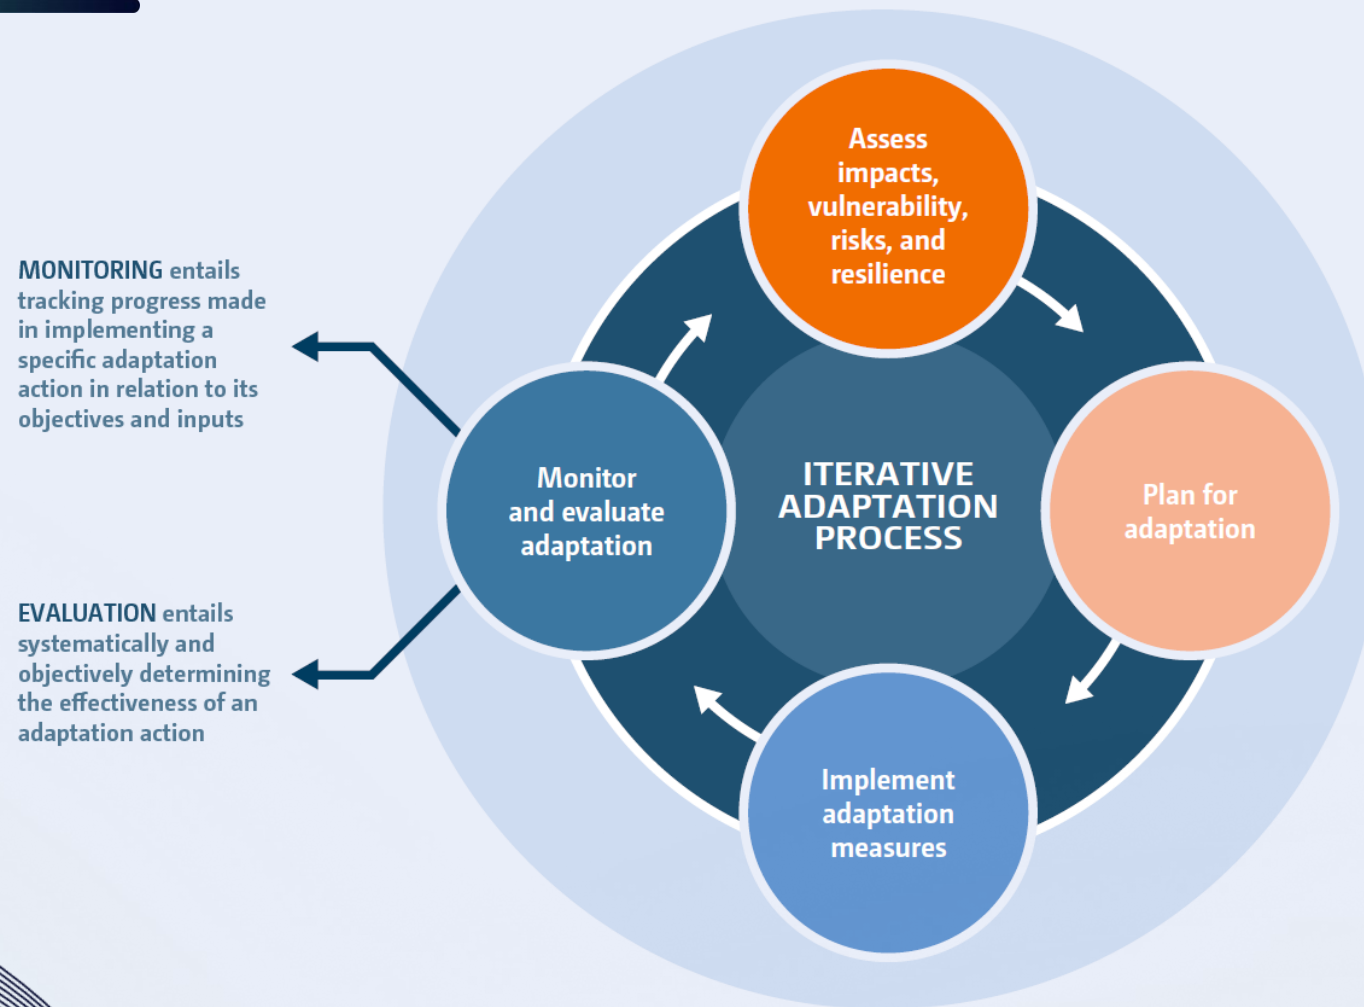 Assess
impacts,
vulnerability,
risks, and
resilience
MONITORING entails
tracking progress made
in implementing a
specific adaptation
action in relation to its
objectives and inputs
Monitor
and evaluate
adaptation
ITERATIVE
ADAPTATION
PROCESS
Plan for
adaptation
EVALUATION entails
systematically and
objectively determining
the effectiveness of an
adaptation action
Implement
adaptation
measures